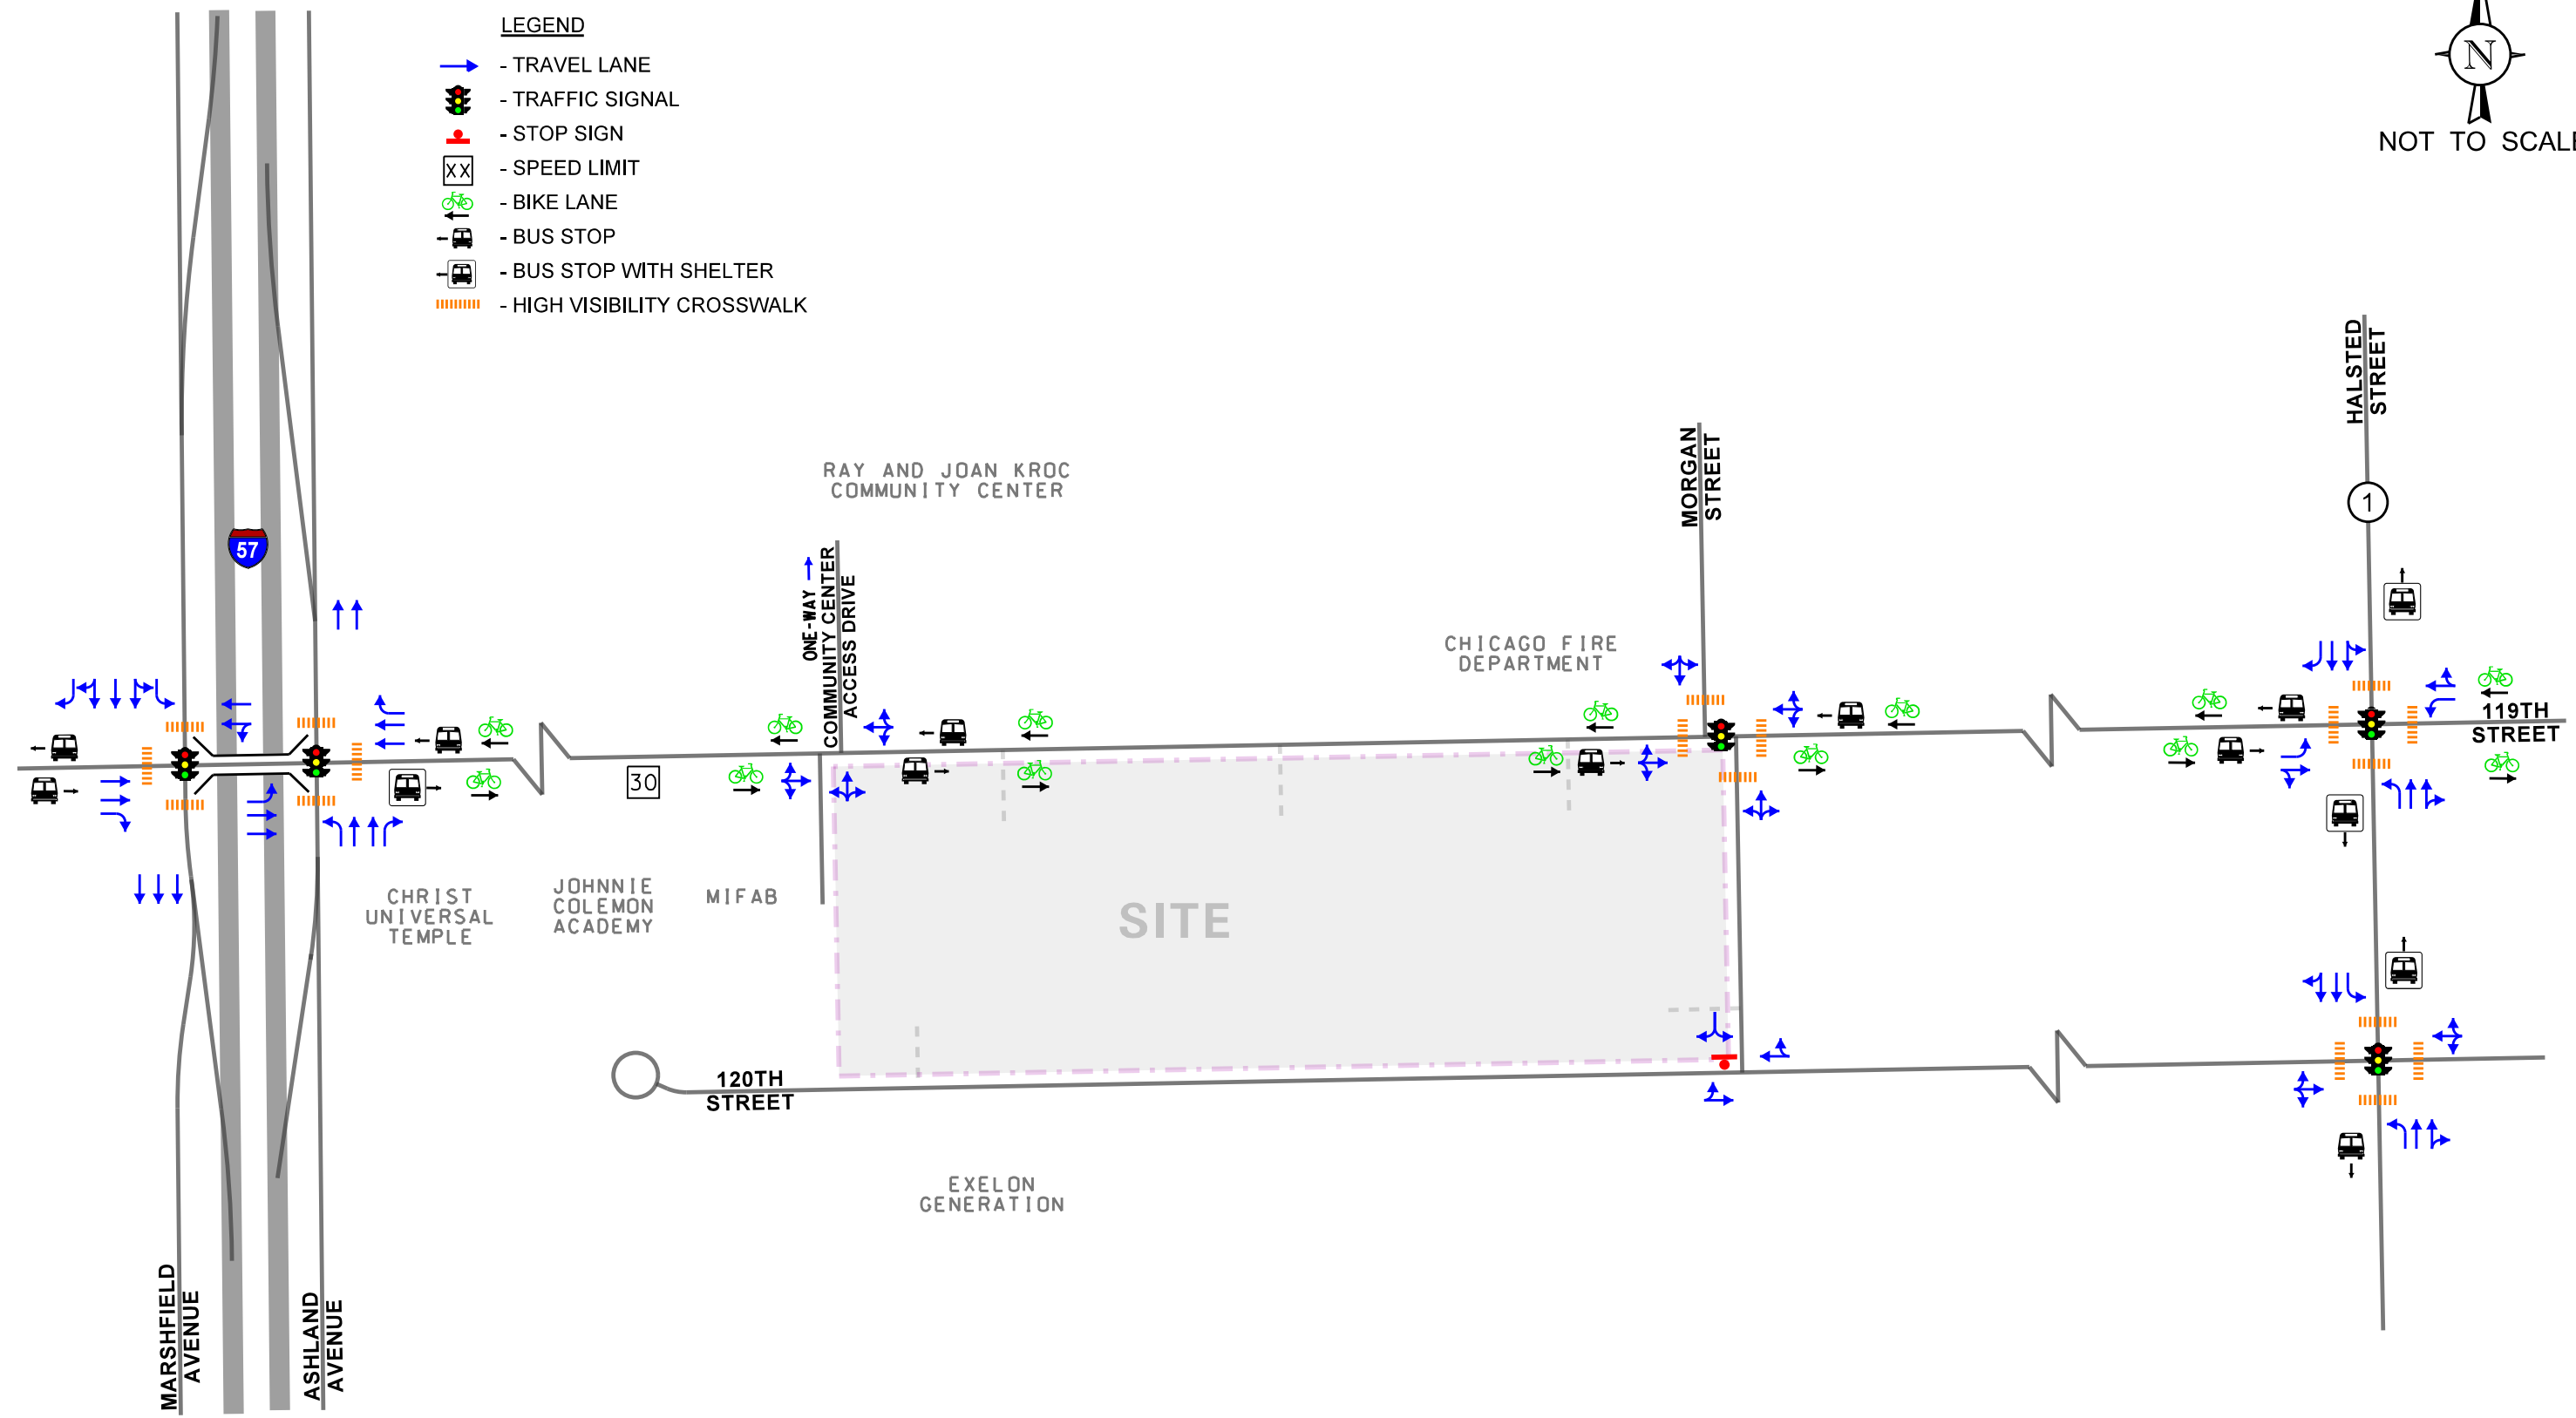 LEGEND
- TRAVEL LANE
- TRAFFIC SIGNAL
- STOP SIGN
XX - SPEED LIMIT
- BIKE LANE
- BUS STOP
- BUS STOP WITH SHELTER
- HIGH VISIBILITY CROSSWALK
N
NOT TO SCALE
HALSTED
STREET
1
MORGAN
STREET
RAY AND JOAN KROC
COMMUNITY CENTER
57
ONE-WAY
COMMUNITY CENTER
ACCESS DRIVE
CHICAGO FIRE
DEPARTMENT
119TH
STREET
30
CHRIST
UNIVERSAL
TEMPLE
JOHNNIE
COLEMON
ACADEMY
MIFAB
SITE
120TH
STREET
EXELON
GENERATION
MARSHFIELD
AVENUE
ASHLAND
AVENUE